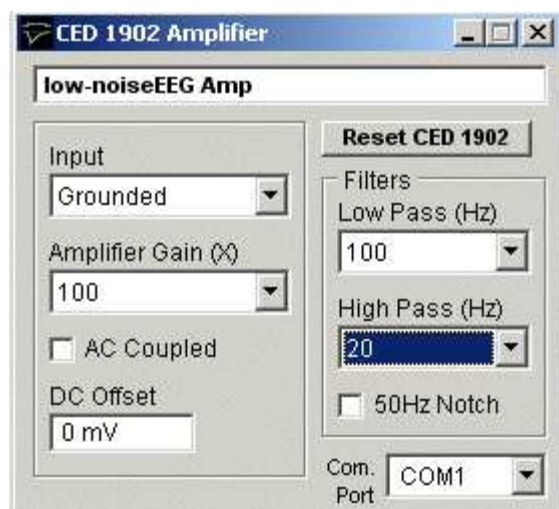 CED 1902 Amplifier
low-noiseEEG Amp
Input
Grounded
Amplifier Gain (X)
100
AC Coupled
DC Offset
0 mV
Reset CED 1902
Filters
Low Pass (Hz)
100
High Pass (Hz)
20
50Hz Notch
Com.
Port
COM1